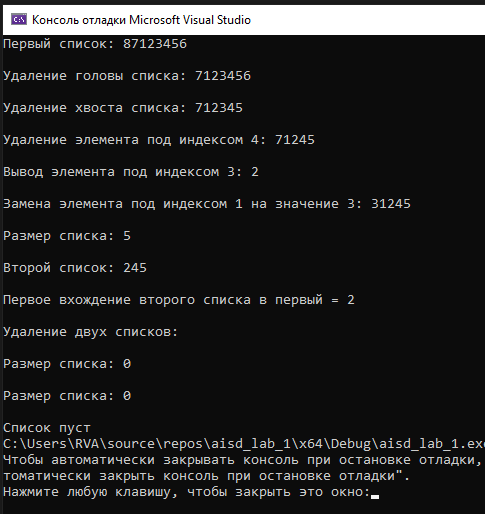 Консоль отладки Microsoft Visual Studio
Первый список: 87123456
Удаление головы списка: 7123456
Удаление хвоста списка: 712345
Удаление элемента под индексом 4: 71245
Вывод элемента под индексом 3: 2
Замена элемента под индексом 1 на значение 3: 31245
Размер списка: 5
Второй список: 245
Первое вхождение второго списка в первый = 2
Удаление двух списков:
Размер списка: 0
Размер списка: 0
Список пуст
C:\Users\RVA\source\repos\aisd_lab_1\x64\Debug\aisd_lab_1.exe
Чтобы автоматически закрывать консоль при остановке отладки,
томатически закрыть консоль при остановке отладки".
Нажмите любую клавишу, чтобы закрыть это окно: